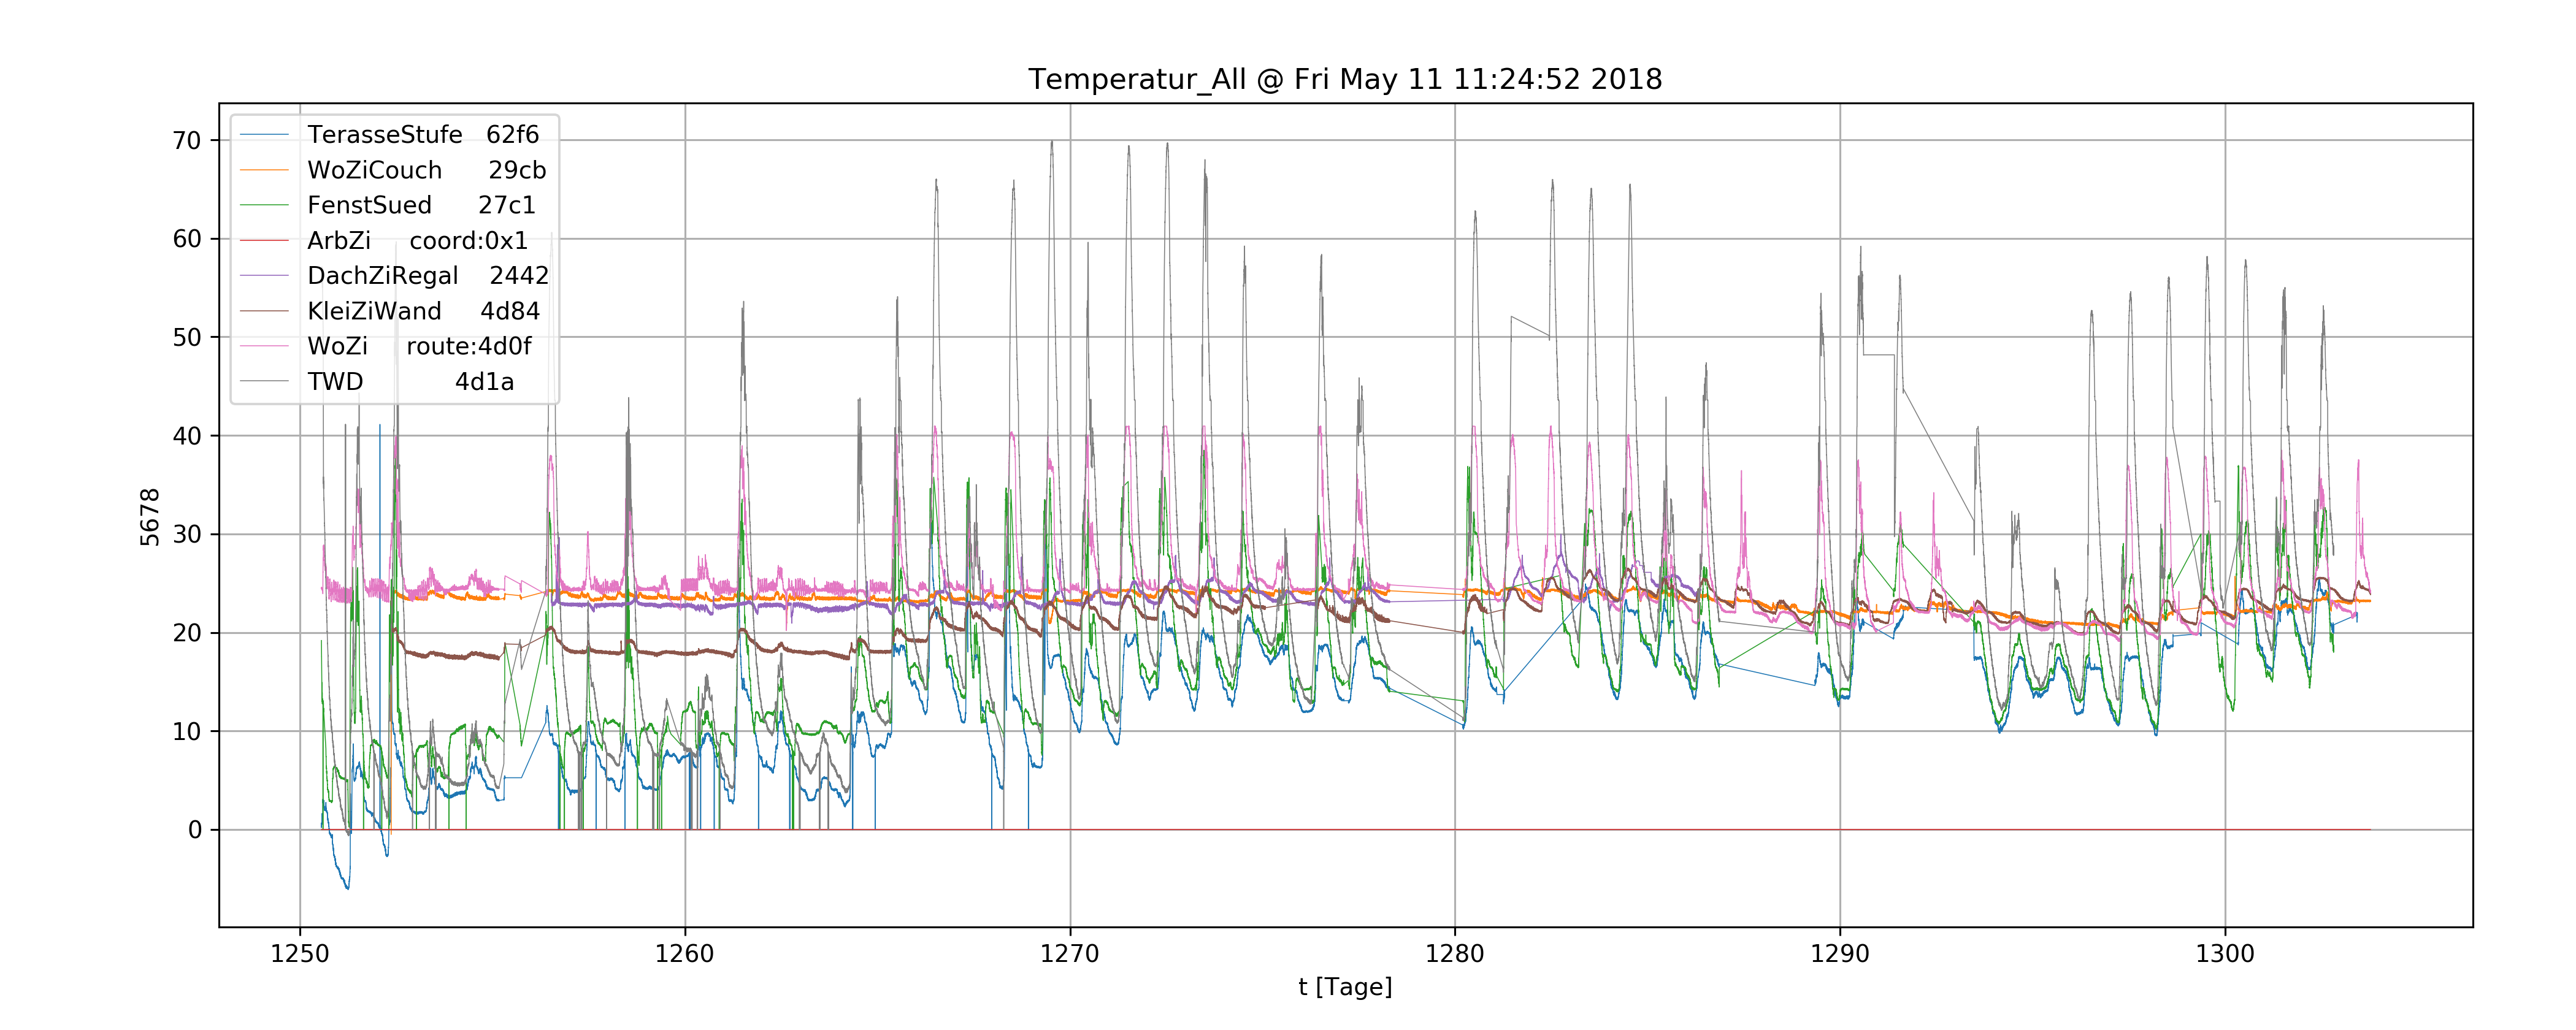 Temperatur_All @ Fri May 11 11:24:52 2018
70
60
50
40
30
20
10
0
5678
TerasseStufe 62f6
WoZiCouch 29cb
FenstSued 27c1
ArbZi coord:0x1
DachZiRegal 2442
KleiZiWand 4d84
WoZi route:4d0f
TWD 4d1a
1250 1260 1270 1280 1290 1300
t [Tage]